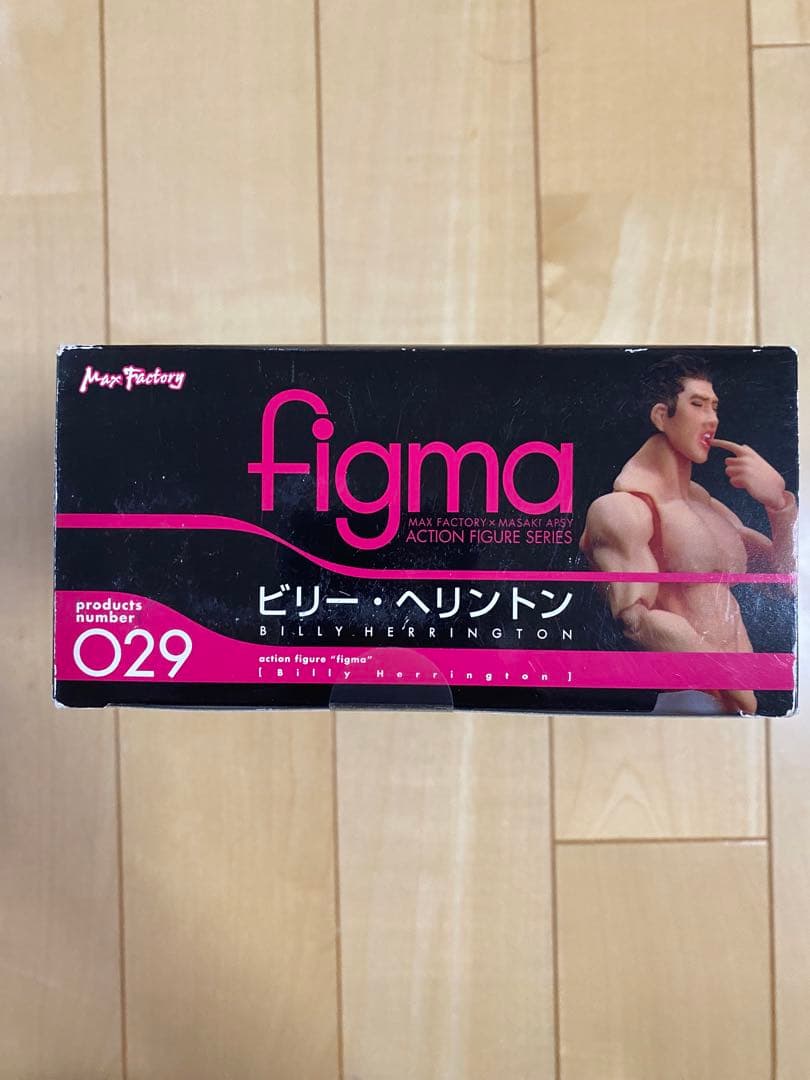 Max Factory
figma
MAX FACTORY×MASAKI APSY
ACTION FIGURE SERIES
ビリー・ヘリントン
BILLY HERRINGTON
products
number
029
action figure "figma"
[ Billy Herrington ]